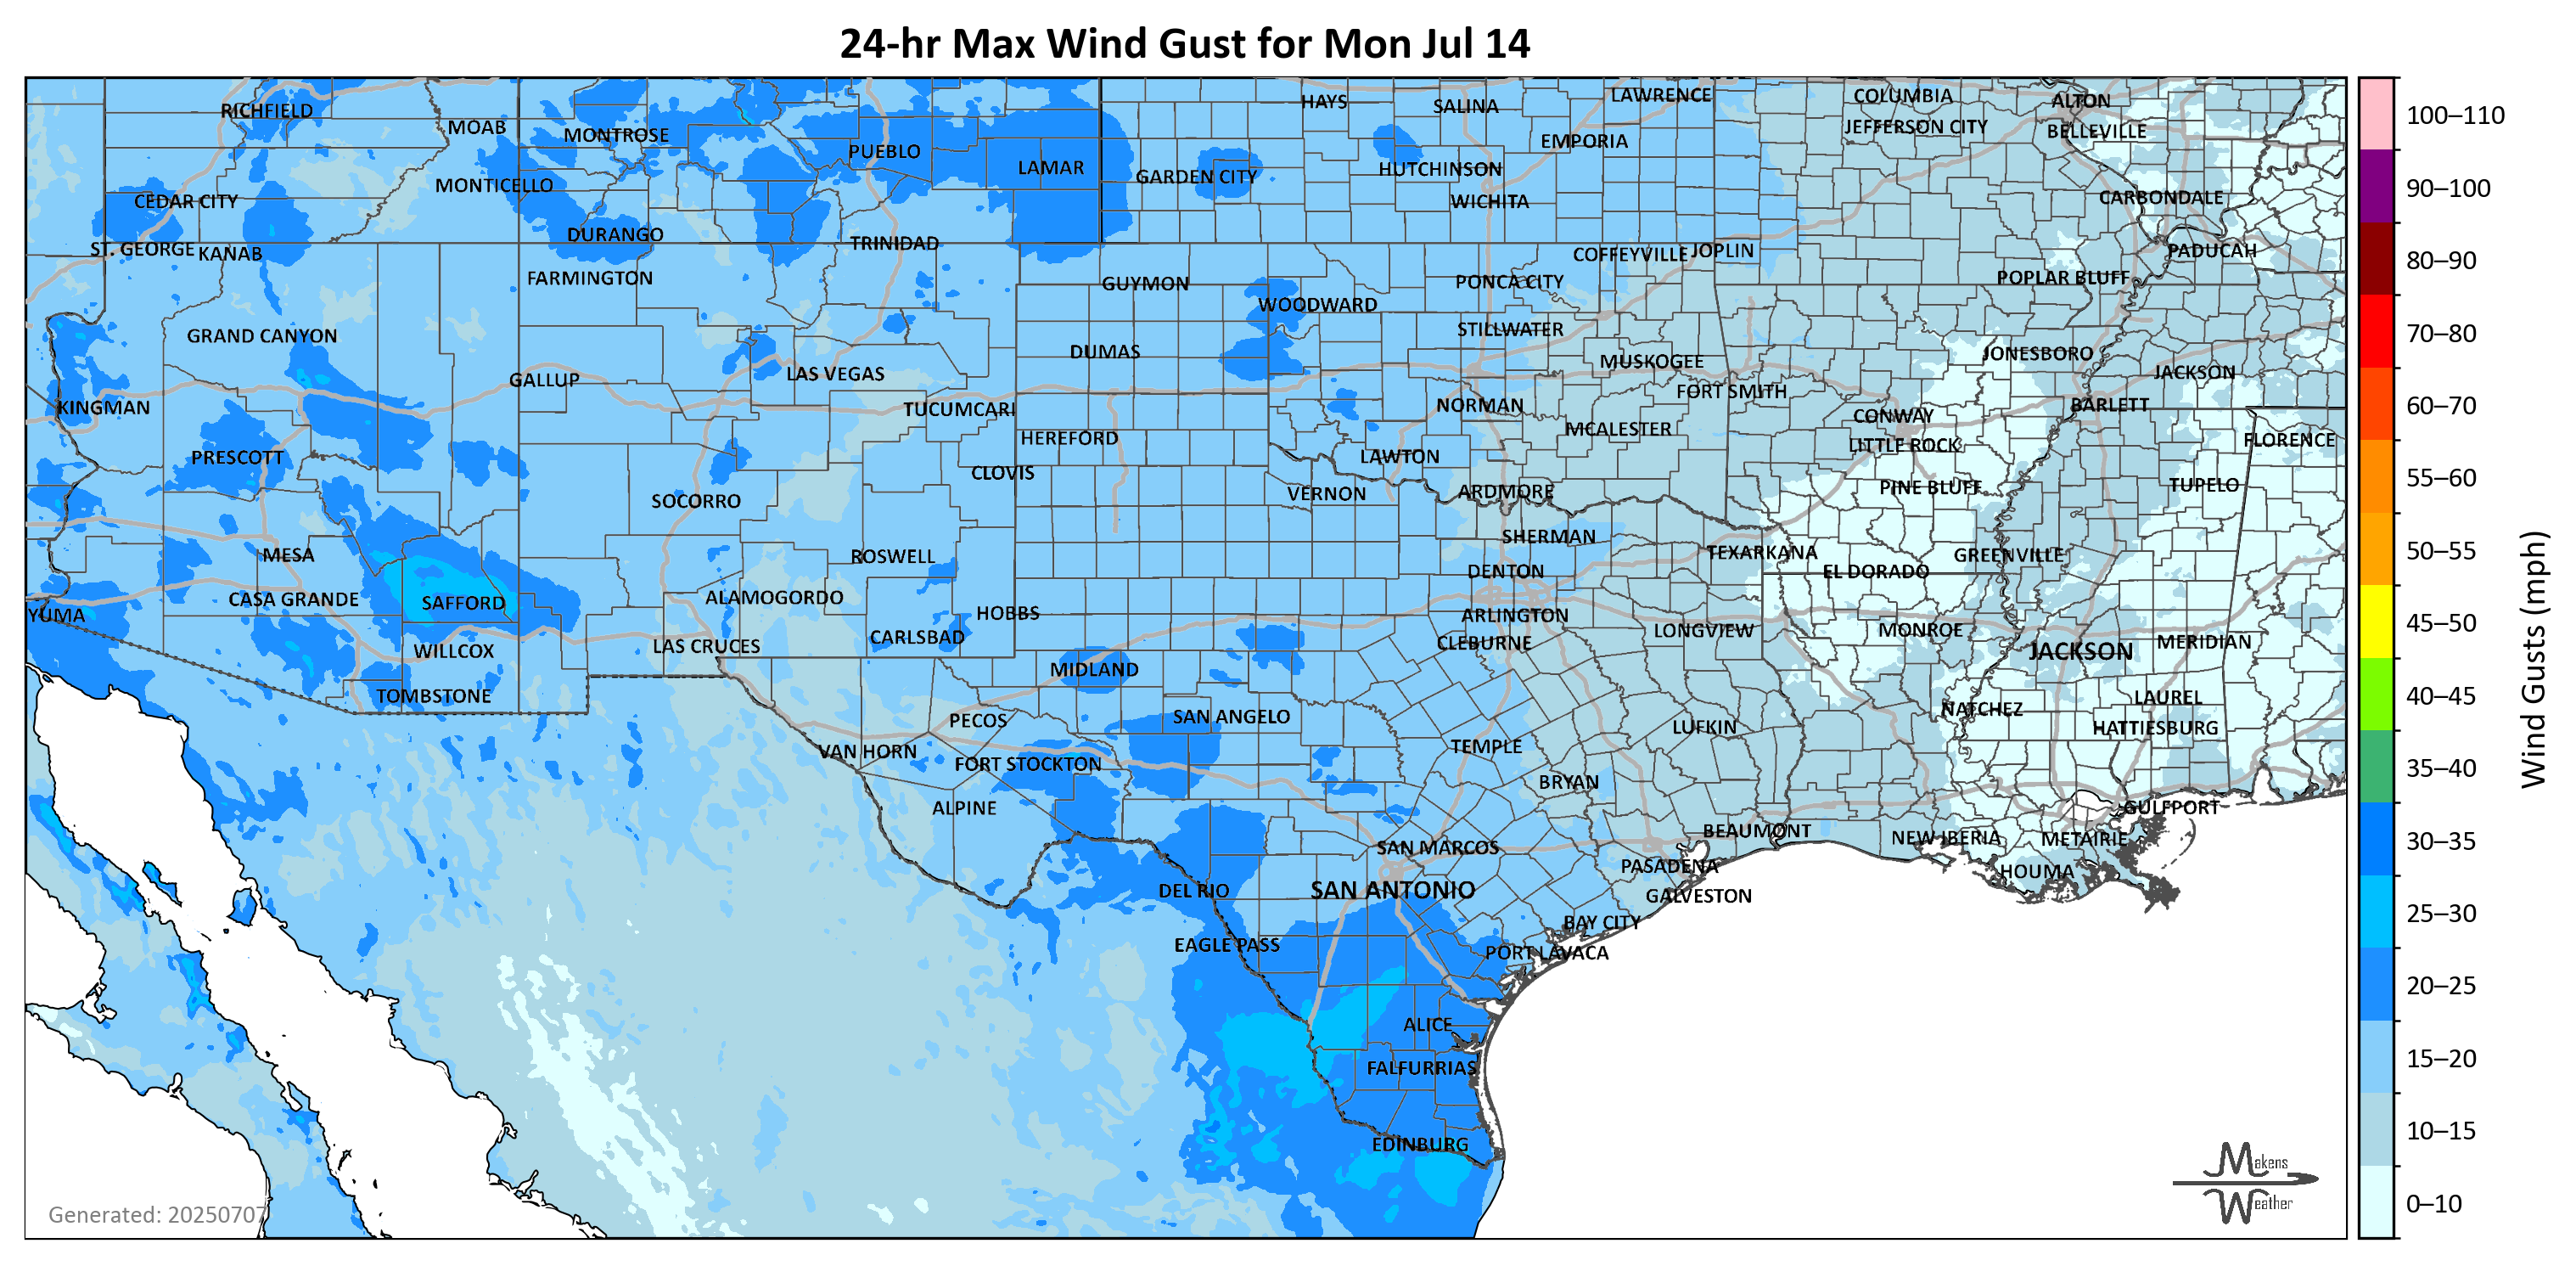 24-hr Max Wind Gust for Mon Jul 14
RICHFIELD
MOAB
MONTROSE
PUEBLO
LAMAR
HAYS
SALINA
LAWRENCE
COLUMBIA
ALTON
JEFFERSON CITY
BELLEVILLE
EMPORIA
HUTCHINSON
GARDEN CITY
MONTICELLO
CEDAR CITY
WICHITA
CARBONDALE
DURANGO
TRINIDAD
ST. GEORGE
KANAB
COFFEYVILLE
JOPLIN
PADUCAH
FARMINGTON
GUYMON
PONCA CITY
POPLAR BLUFF
WOODWARD
GRAND CANYON
STILLWATER
DUMAS
MUSKOGEE
JONESBORO
GALLUP
LAS VEGAS
JACKSON
FORT SMITH
KINGMAN
TUCUMCARI
NORMAN
CONWAY
BARLETT
HEREFORD
MCALESTER
LITTLE ROCK
FLORENCE
PRESCOTT
CLOVIS
LAWTON
SOCORRO
VERNON
ARDMORE
PINE BLUFF
TUPELO
SHERMAN
MESA
ROSWELL
TEXARKANA
GREENVILLE
DENTON
EL DORADO
CASA GRANDE
SAFFORD
ALAMOGORDO
YUMA
HOBBS
ARLINGTON
WILLCOX
LAS CRUCES
CARLSBAD
CLEBURNE
LONGVIEW
MONROE
JACKSON
MERIDIAN
MIDLAND
TOMBSTONE
PECOS
SAN ANGELO
LUFKIN
NATCHEZ
LAUREL
HATTIESBURG
VAN HORN
FORT STOCKTON
TEMPLE
BRYAN
ALPINE
GULFPORT
BEAUMONT
NEW IBERIA
METAIRIE
SAN MARCOS
PASADENA
HOUMA
DEL RIO
SAN ANTONIO
GALVESTON
BAY CITY
EAGLE PASS
PORT LAVACA
ALICE
FALFURRIAS
EDINBURG
Generated: 20250707
Makens
Weather
100–110
90–100
80–90
70–80
60–70
55–60
50–55
45–50
40–45
35–40
30–35
25–30
20–25
15–20
10–15
0–10
Wind Gusts (mph)